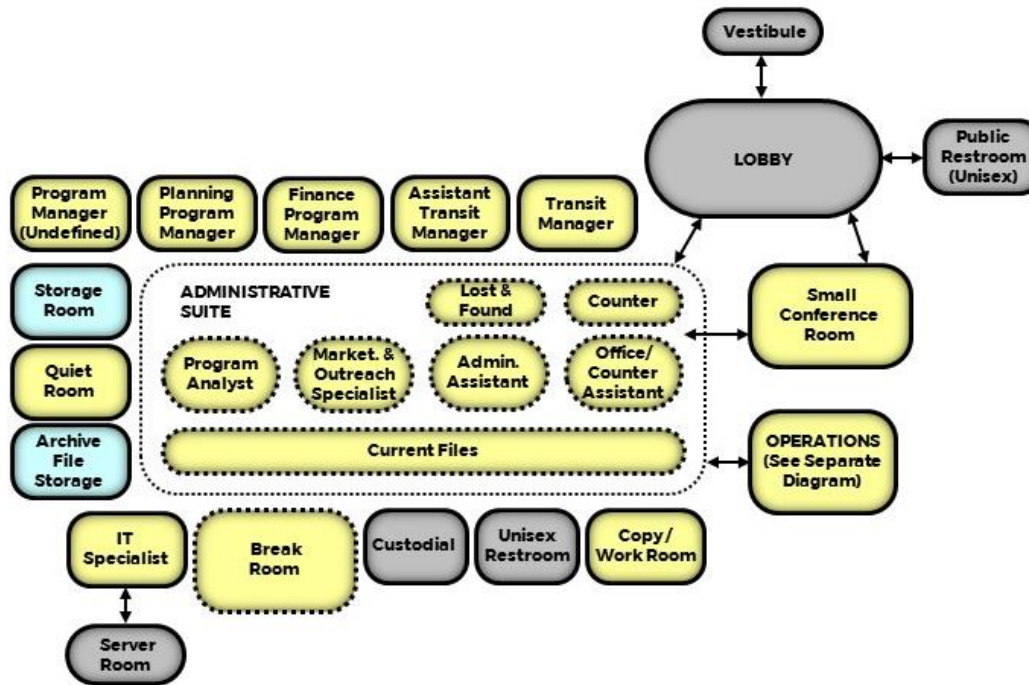 Vestibule
LOBBY
Public
Restroom
(Unisex)
Program
Manager
(Undefined)
Planning
Program
Manager
Finance
Program
Manager
Assistant
Transit
Manager
Transit
Manager
Storage
Room
Quiet
Room
Archive
File
Storage
ADMINISTRATIVE
SUITE
Lost &
Found
Counter
Program
Analyst
Market. &
Outreach
Specialist
Admin.
Assistant
Office/
Counter
Assistant
Current Files
Small
Conference
Room
OPERATIONS
(See Separate
Diagram)
IT
Specialist
Break
Room
Custodial
Unisex
Restroom
Copy/
Work Room
Server
Room